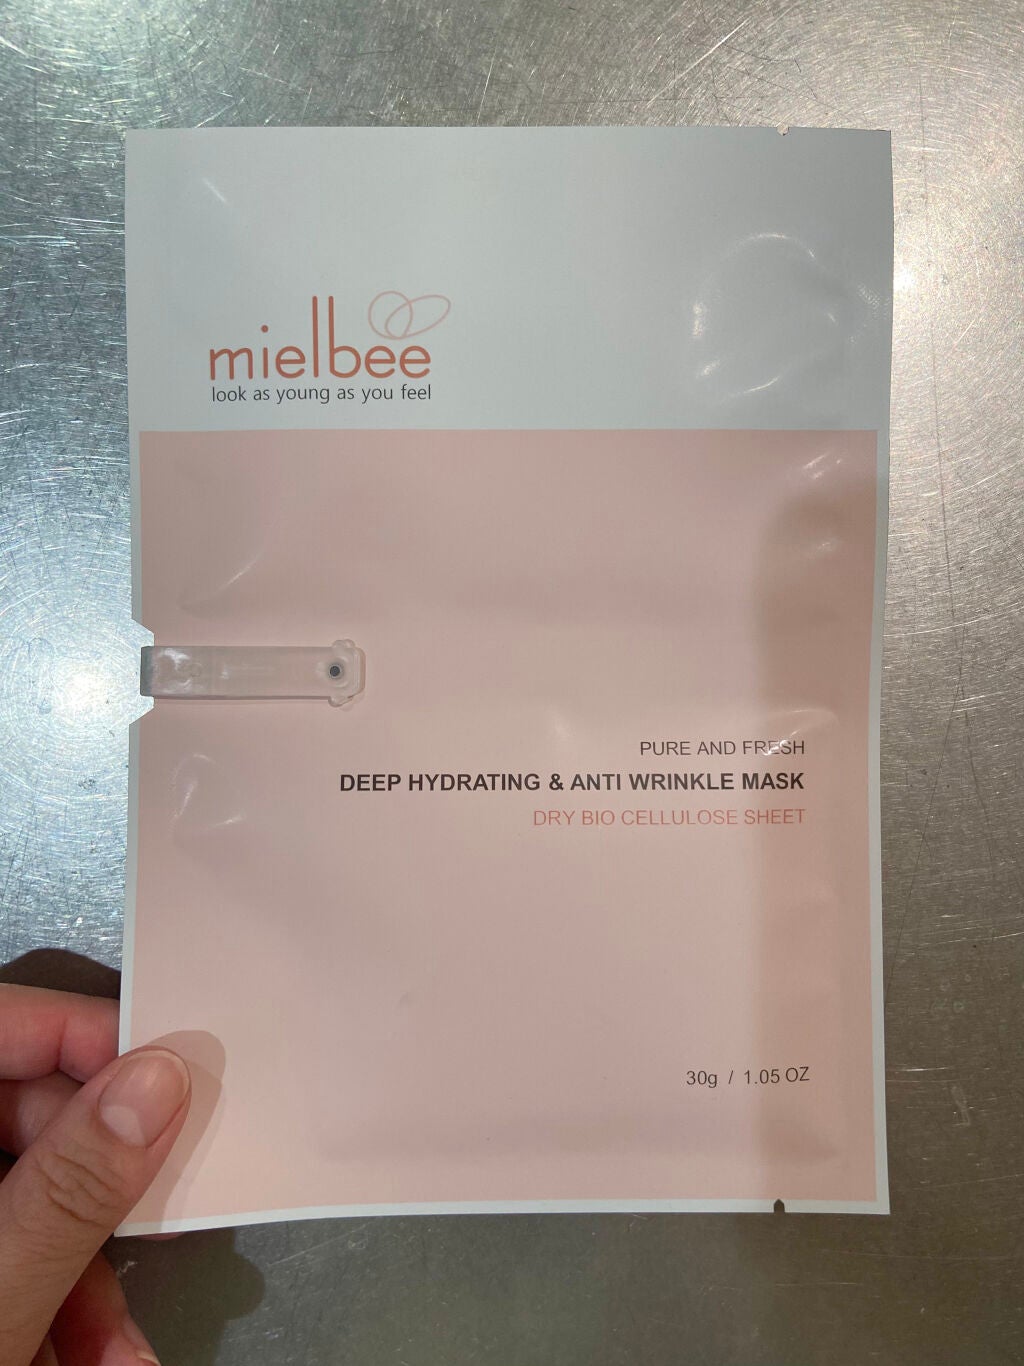 mielbee
look as young as you feel
PURE AND FRESH
DEEP HYDRATING & ANTI WRINKLE MASK
DRY BIO CELLULOSE SHEET
30g / 1.05 OZ